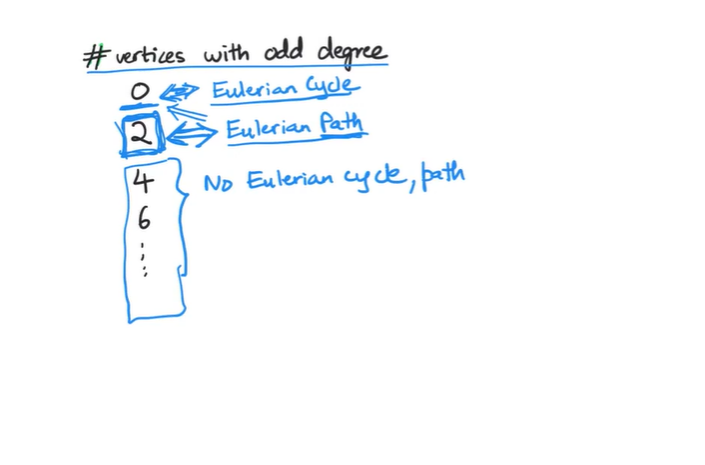 # vertices with odd degree
0 ⟺ Eulerian Cycle
2 ⟺ Eulerian Path
4 No Eulerian cycle, path
6
⋮